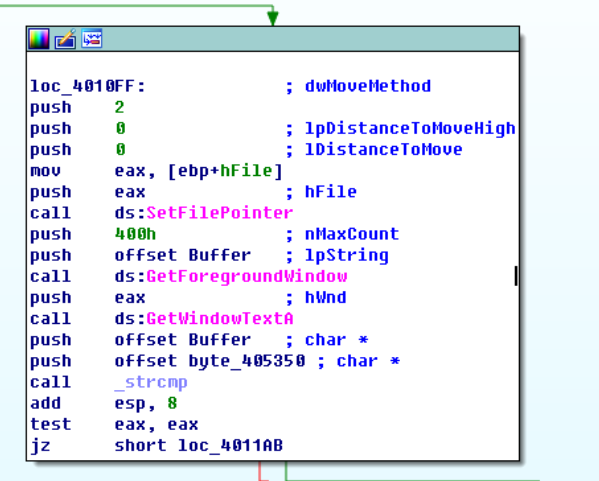 loc_4010FF: ; dwMoveMethod
push 2
push 0 ; lpDistanceToMoveHigh
push 0 ; lDistanceToMove
mov eax, [ebp+hFile]
push eax ; hFile
call ds:SetFilePointer
push 400h ; nMaxCount
push offset Buffer ; lpString
call ds:GetForegroundWindow
push eax ; hWnd
call ds:GetWindowTextA
push offset Buffer ; char *
push offset byte_405350 ; char *
call _strcmp
add esp, 8
test eax, eax
jz short loc_4011AB